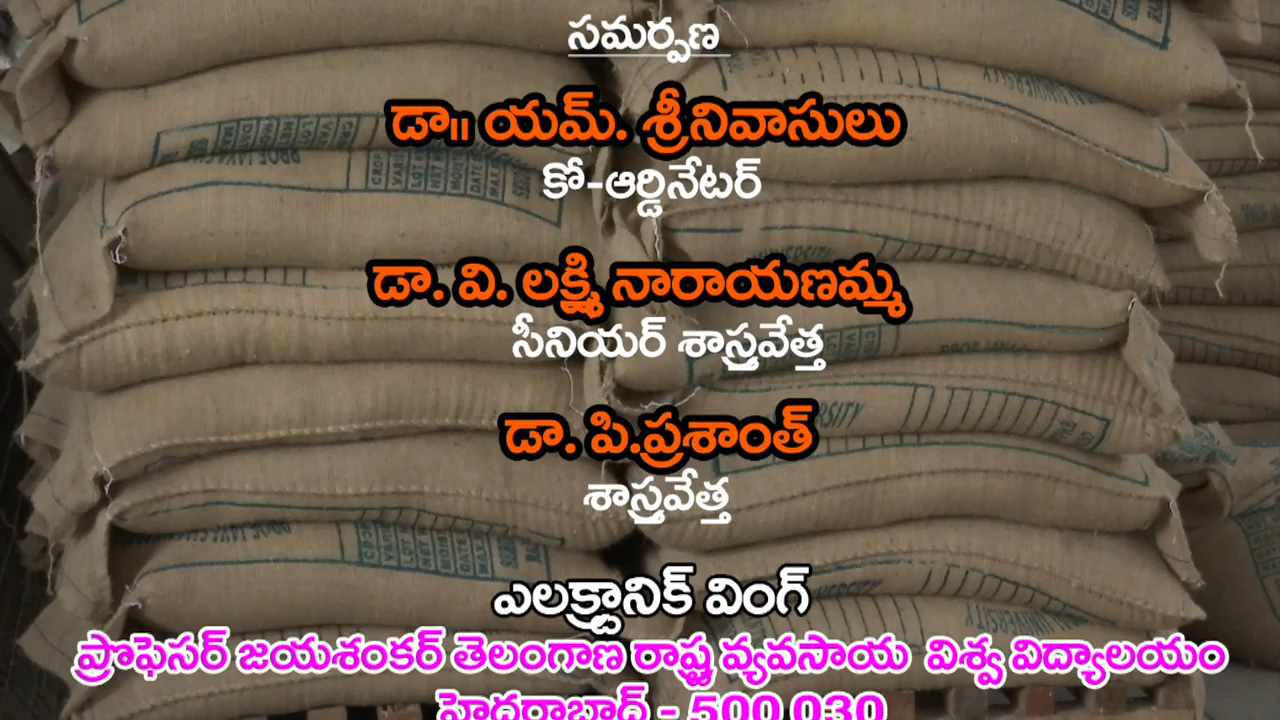 సమర్పణ
డా॥ యమ్. శ్రీనివాసులు
కో-ఆర్డినేటర్
డా. వి. లక్ష్మి నారాయణమ్మ
సీనియర్ శాస్త్రవేత్త
డా. పి.ప్రశాంత్
శాస్త్రవేత్త
ఎలక్ట్రానిక్ వింగ్
ప్రొఫెసర్ జయశంకర్ తెలంగాణ రాష్ట్ర వ్యవసాయ విశ్వ విద్యాలయం
హైదరాబాద్ - 500 030